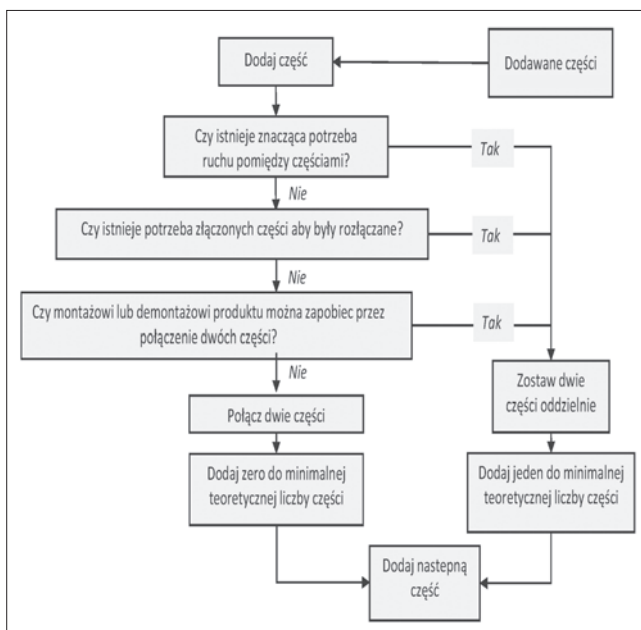 Dodaj część
Dodawane części
Czy istnieje znacząca potrzeba
ruchu pomiędzy częściami?
Tak
Nie
Czy istnieje potrzeba złączonych części aby były rozłączane?
Tak
Nie
Czy montażowi lub demontażowi produktu można zapobiec przez
połączenie dwóch części?
Tak
Nie
Zostaw dwie
części oddzielnie
Połącz dwie części
Dodaj zero do minimalnej
teoretycznej liczby części
Dodaj jeden do minimalnej
teoretycznej liczby części
Dodaj nastepną
część